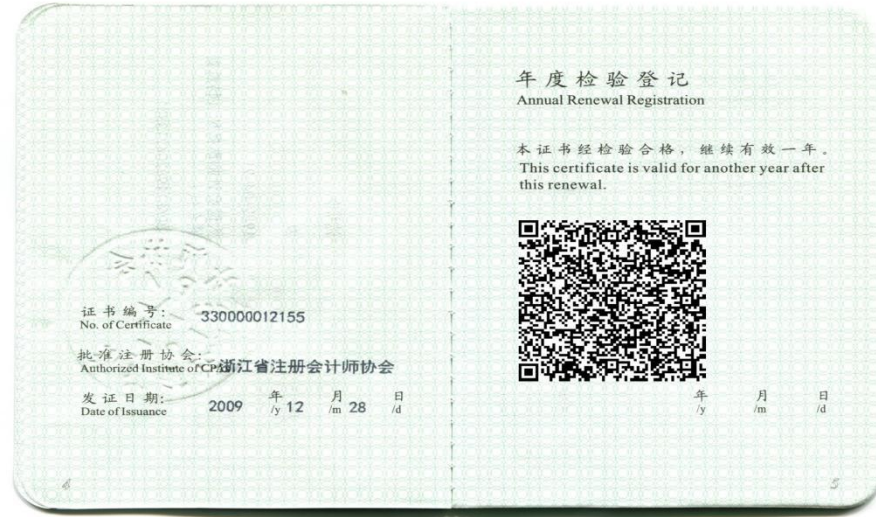 证书编号: 330000012155
No. of Certificate
批准注册协会: 浙江省注册会计师协会
Authorized Institute of CPAs
发证日期: 2009 年 12 月 28 日
Date of Issuance /y /m /d
4
年度检验登记
Annual Renewal Registration
本证书经检验合格，继续有效一年。
This certificate is valid for another year after
this renewal.
年 月 日
/y /m /d
5